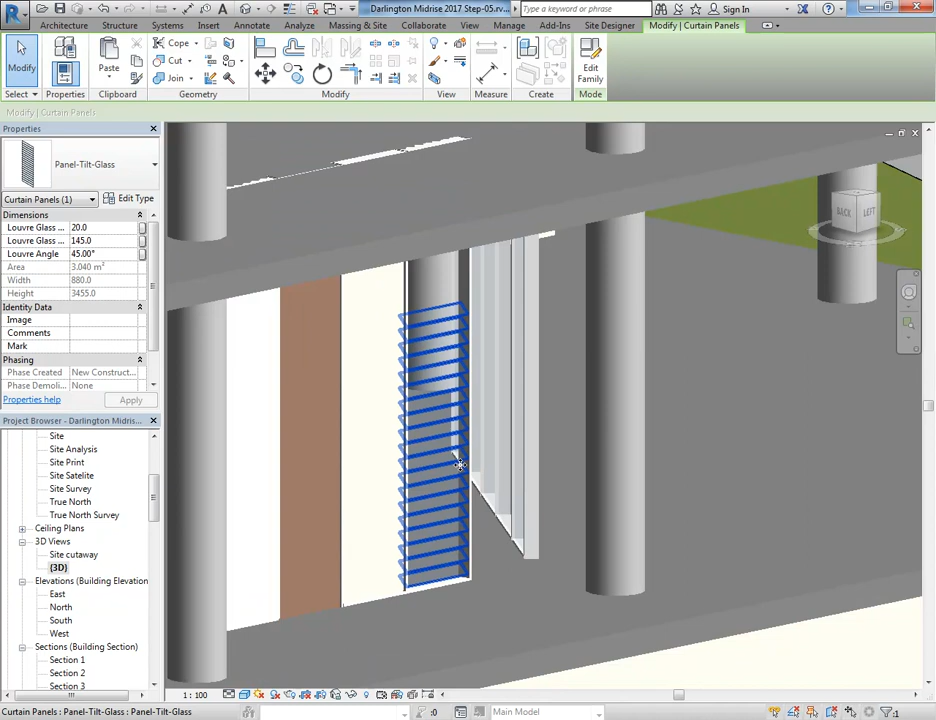 Darlington Midrise 2017 Step-05.rv...
Type a keyword or phrase
Sign In
Architecture Structure Systems Insert Annotate Analyze Massing & Site Collaborate View Manage Add-Ins Site Designer Modify | Curtain Panels
Modify
Paste
Cope
Cut
Join
Edit
Family
Select Properties Clipboard Geometry Modify View Measure Create Mode
Modify | Curtain Panels
Properties
Panel-Tilt-Glass
Curtain Panels (1) Edit Type
Dimensions
Louvre Glass ... 20.0
Louvre Glass ... 145.0
Louvre Angle 45.00°
Area 3.040 m²
Width 880.0
Height 3455.0
Identity Data
Image
Comments
Mark
Phasing
Phase Created New Construct...
Phase Demoli... None
Properties help Apply
Project Browser - Darlington Midris...
Site
Site Analysis
Site Print
Site Satelite
Site Survey
True North
True North Survey
Ceiling Plans
3D Views
Site cutaway
(3D)
Elevations (Building Elevation
East
North
South
West
Sections (Building Section)
Section 1
Section 2
Section 3
BACK LEFT
1 : 100
Curtain Panels : Panel-Tilt-Glass : Panel-Tilt-Glass
:0
Main Model
:1